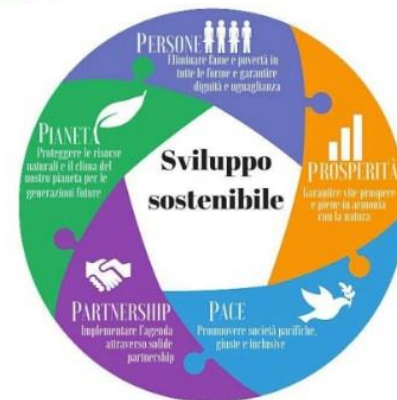 PERSONE
Eliminare fame e povertà in
tutte le forme e garantire
dignità e uguaglianza
PIANETA
Proteggere le risorse
naturali e il clima del
nostro pianeta per le
generazioni future
Sviluppo
sostenibile
PROSPERITÀ
Garantire vite prospere
e piene in armonia
con la natura
PARTNERSHIP
Implementare l'agenda
attraverso solide
partnership
PACE
Promuovere società pacifiche,
giuste e inclusive